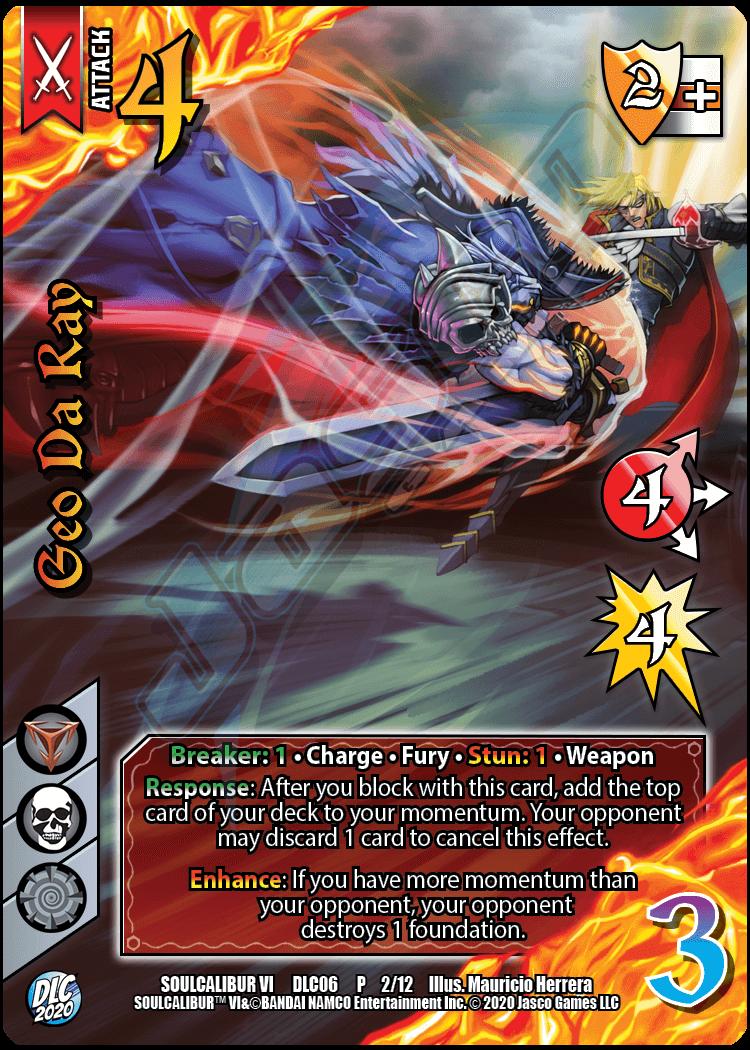 ATTACK
4
2
+
Geo Da Ray
4
4
Breaker: 1 • Charge • Fury • Stun: 1 • Weapon
Response: After you block with this card, add the top
card of your deck to your momentum. Your opponent
may discard 1 card to cancel this effect.
Enhance: If you have more momentum than
your opponent, your opponent
destroys 1 foundation.
3
DLC
2020
SOULCALIBUR VI DLC06 P 2/12 Illus. Mauricio Herrera
SOULCALIBUR™ VI&©BANDAI NAMCO Entertainment Inc. © 2020 Jasco Games LLC